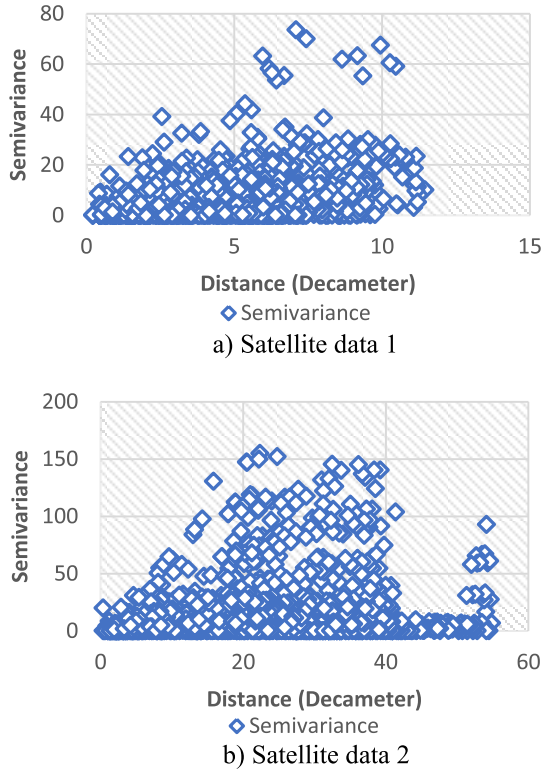 80
60
40
20
0
Semivariance
0 5 10 15
Distance (Decameter)
Semivariance
a) Satellite data 1
200
150
100
50
0
Semivariance
0 20 40 60
Distance (Decameter)
Semivariance
b) Satellite data 2